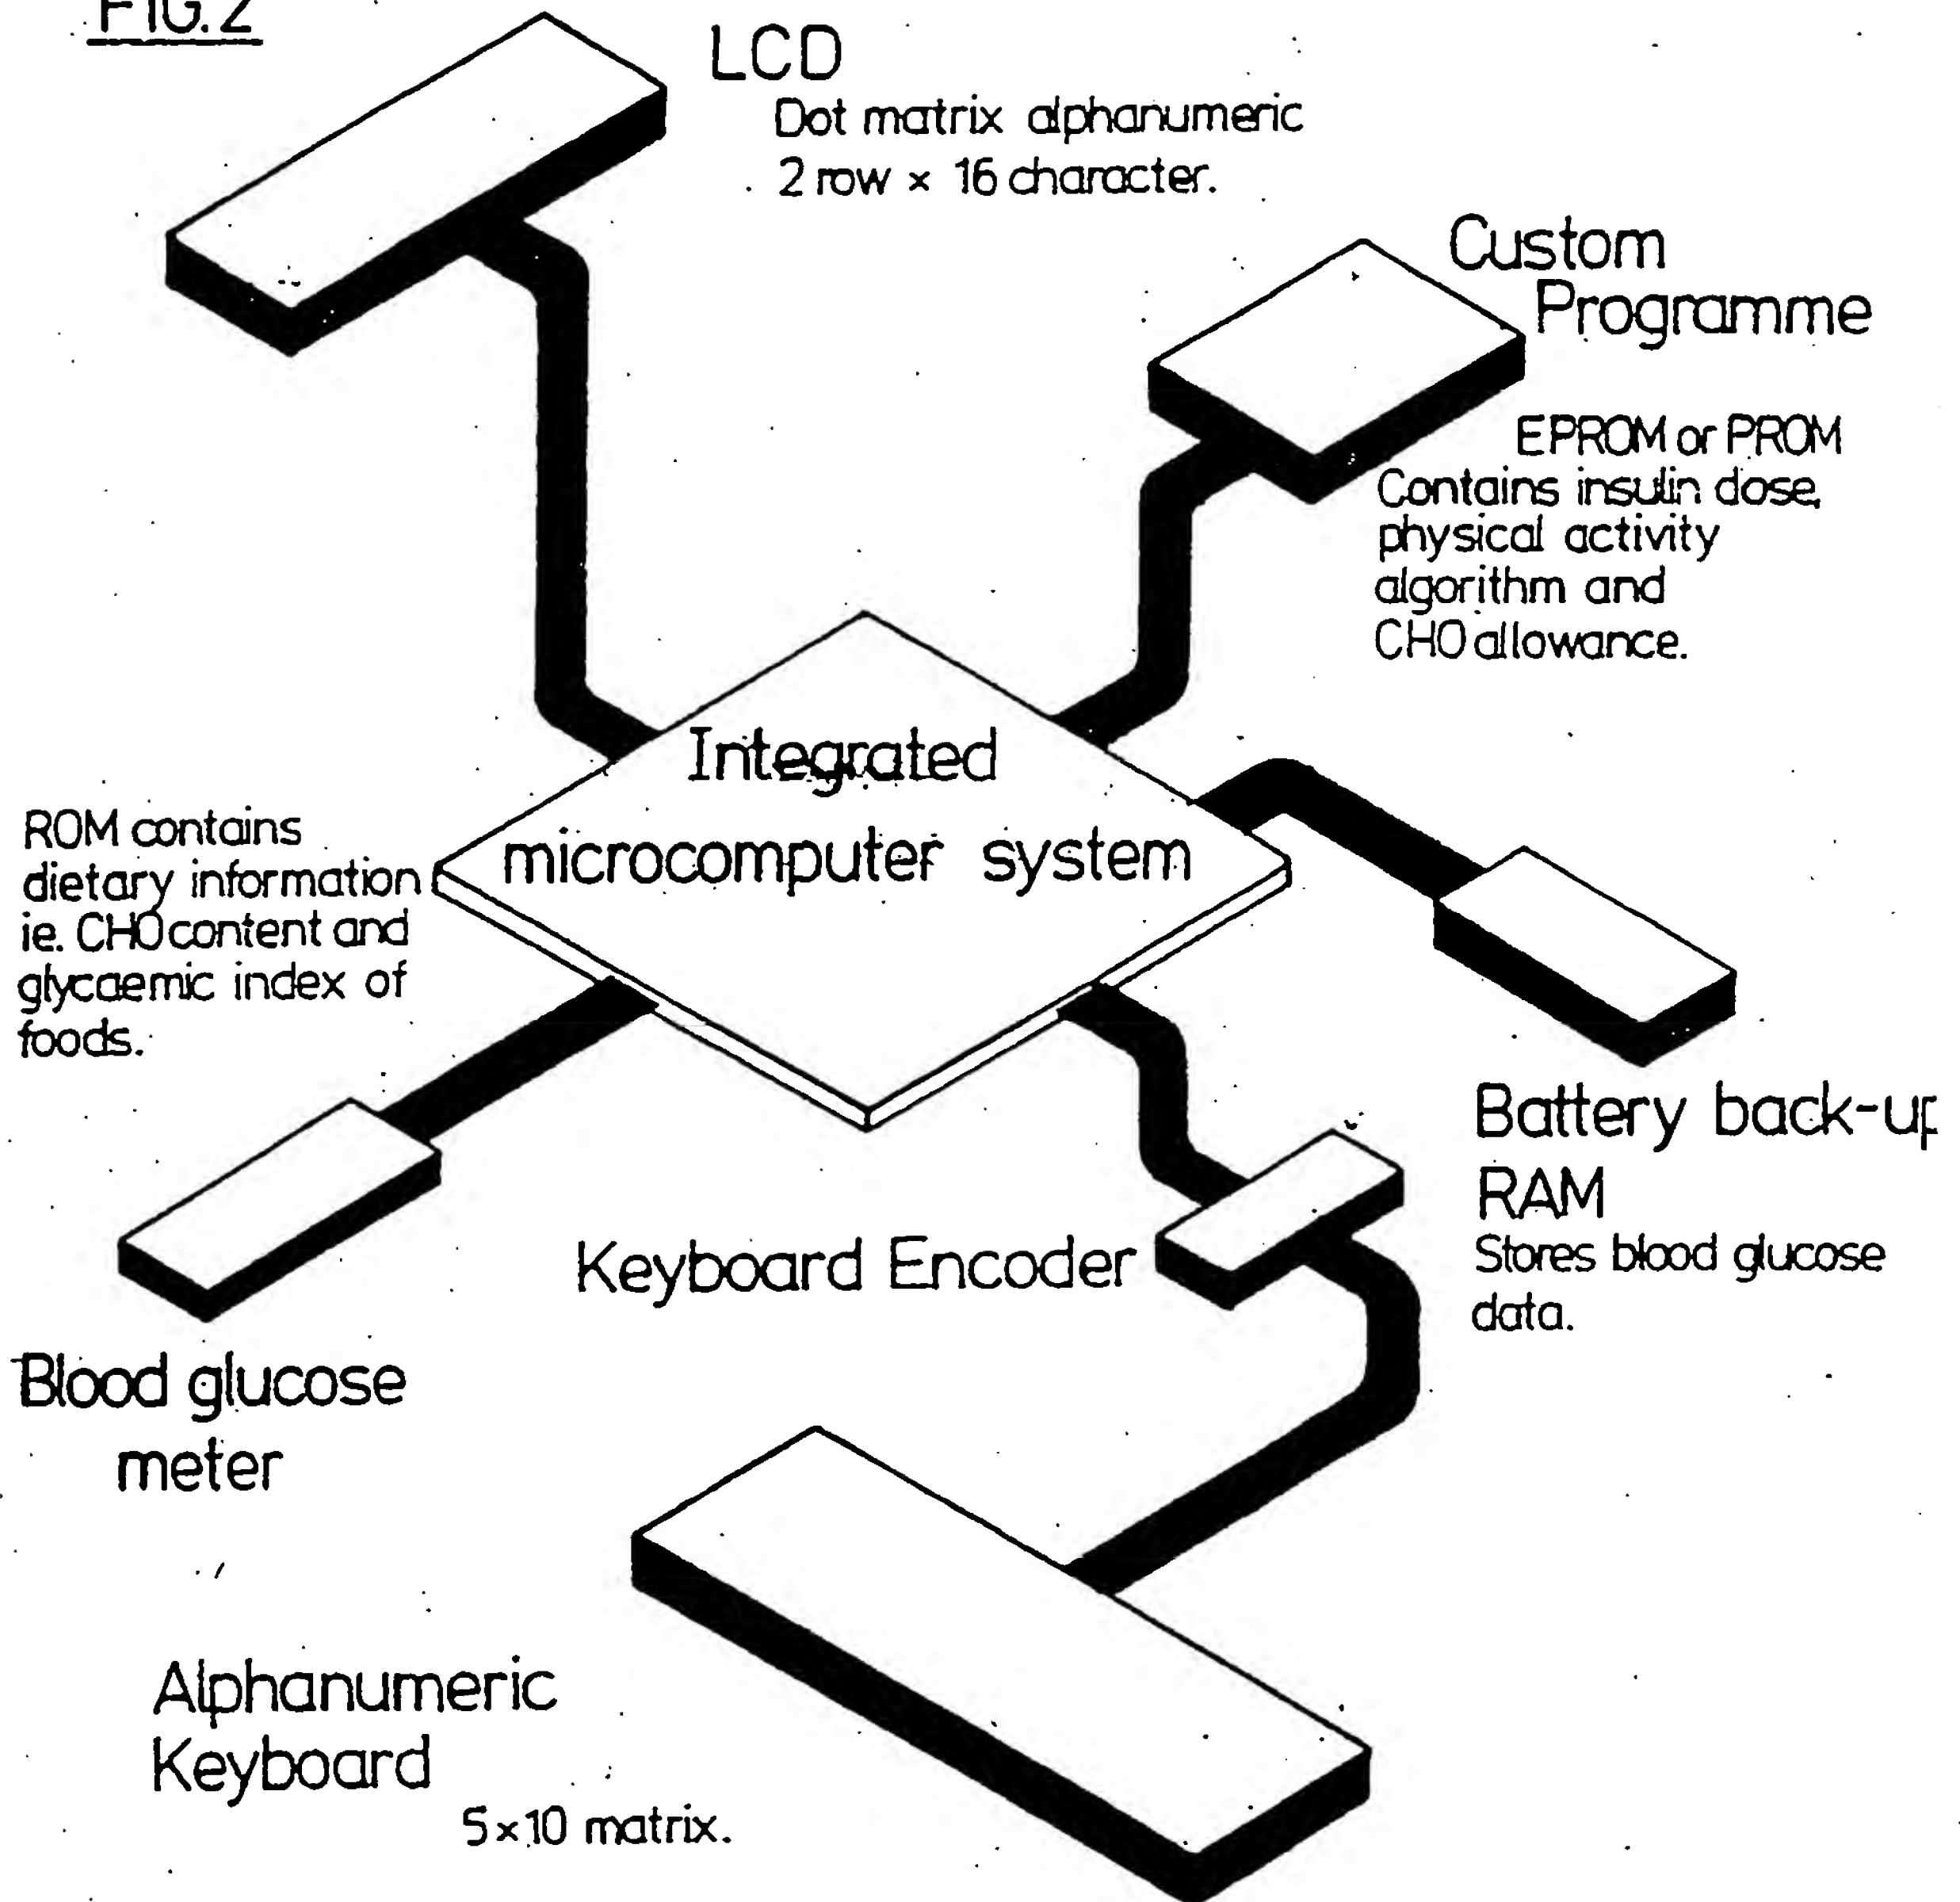 FIG. 2
LCD
Dot matrix alphanumeric
2 row × 16 character.
Custom
Programme
EPROM or PROM
Contains insulin dose,
physical activity
algorithm and
CHO allowance.
Integrated
microcomputer system
ROM contains
dietary information
ie. CHO content and
glycaemic index of
foods.
Battery back-up
RAM
Stores blood glucose
data.
Keyboard Encoder
Blood glucose
meter
Alphanumeric
Keyboard
5×10 matrix.